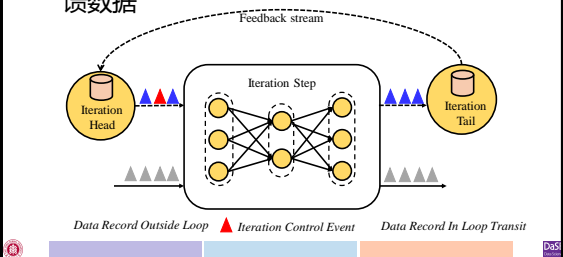 馈数据
Feedback stream
Iteration Step
Iteration
Head
Iteration
Tail
Data Record Outside Loop
Iteration Control Event
Data Record In Loop Transit
DaSE